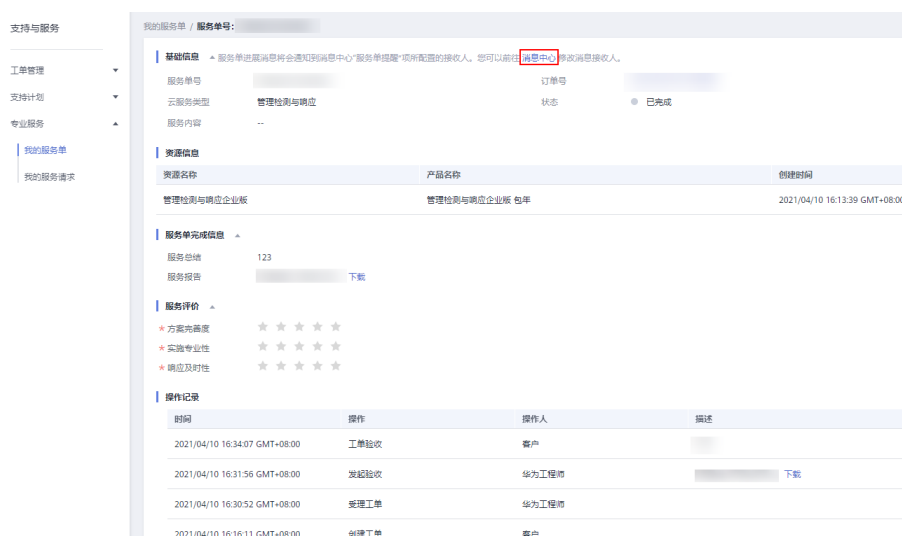 支持与服务
工单管理
支持计划
专业服务
我的服务单
我的服务请求
我的服务单 / 服务单号:
基础信息 服务单进展消息将会通知到消息中心"服务单提醒"项所配置的接收人。您可以前往 消息中心 修改消息接收人。
服务单号
订单号
云服务类型 管理检测与响应
状态 已完成
服务内容 --
资源信息
资源名称 产品名称 创建时间
管理检测与响应企业版 管理检测与响应企业版 包年 2021/04/10 16:13:39 GMT+08:00
服务单完成信息
服务总结 123
服务报告 下载
服务评价
* 方案完善度
* 实施专业性
* 响应及时性
操作记录
时间 操作 操作人 描述
2021/04/10 16:34:07 GMT+08:00 工单验收 客户
2021/04/10 16:31:56 GMT+08:00 发起验收 华为工程师 下载
2021/04/10 16:30:52 GMT+08:00 受理工单 华为工程师
2021/04/10 16:16:11 GMT+08:00 创建工单 客户